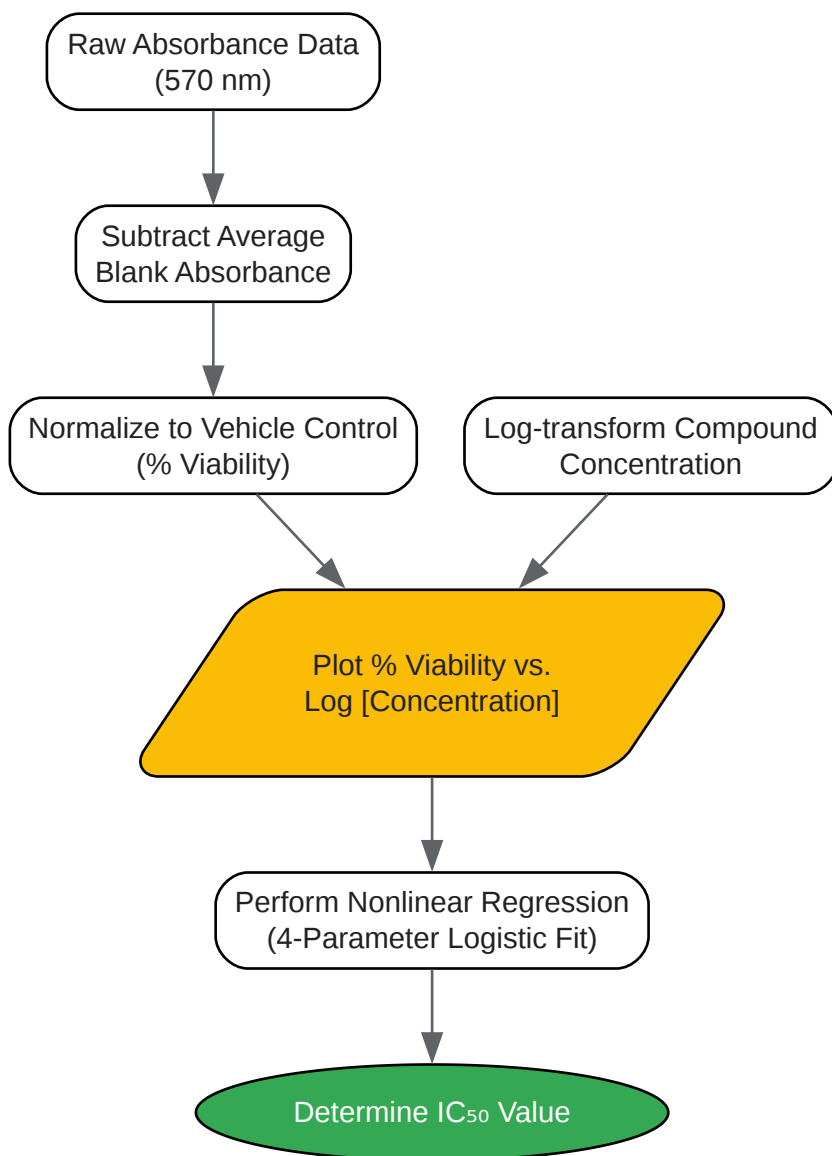 Raw Absorbance Data
(570 nm)
Subtract Average
Blank Absorbance
Normalize to Vehicle Control
(% Viability)
Log-transform Compound
Concentration
Plot % Viability vs.
Log [Concentration]
Perform Nonlinear Regression
(4-Parameter Logistic Fit)
Determine IC₅₀ Value